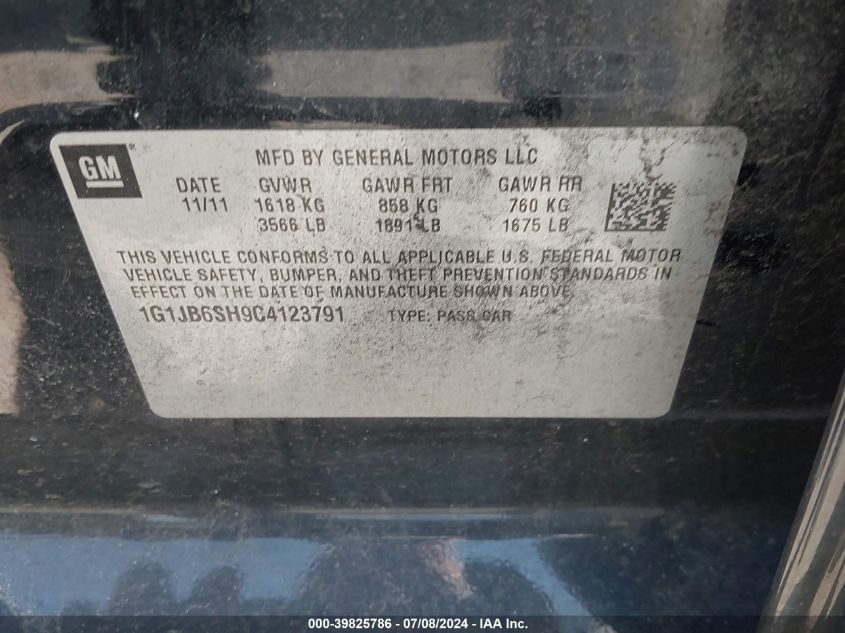 GM ®
MFD BY GENERAL MOTORS LLC
DATE GVWR GAWR FRT GAWR RR
11/11 1618 KG 858 KG 760 KG
3566 LB 1891 LB 1675 LB
THIS VEHICLE CONFORMS TO ALL APPLICABLE U.S. FEDERAL MOTOR
VEHICLE SAFETY, BUMPER, AND THEFT PREVENTION STANDARDS IN
EFFECT ON THE DATE OF MANUFACTURE SHOWN ABOVE.
1G1JB6SH9C4123791 TYPE: PASS CAR
000-39825786 - 07/08/2024 - IAA Inc.